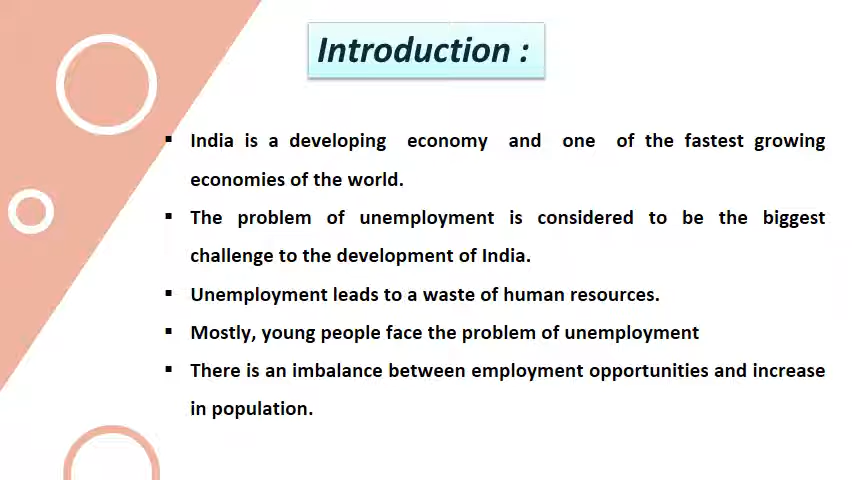 Introduction :
▪ India is a developing economy and one of the fastest growing
economies of the world.
▪ The problem of unemployment is considered to be the biggest
challenge to the development of India.
▪ Unemployment leads to a waste of human resources.
▪ Mostly, young people face the problem of unemployment
▪ There is an imbalance between employment opportunities and increase
in population.